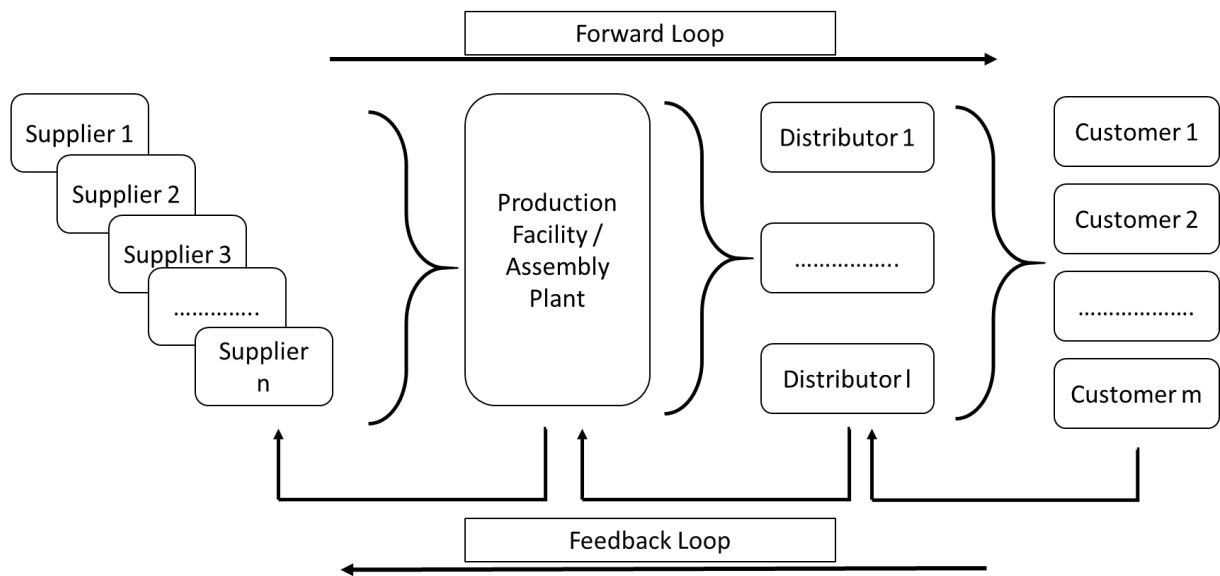 Forward Loop
Supplier 1
Supplier 2
Supplier 3
…………..
Supplier
n
Production
Facility /
Assembly
Plant
Distributor 1
……………..
Distributor l
Customer 1
Customer 2
……………….
Customer m
Feedback Loop